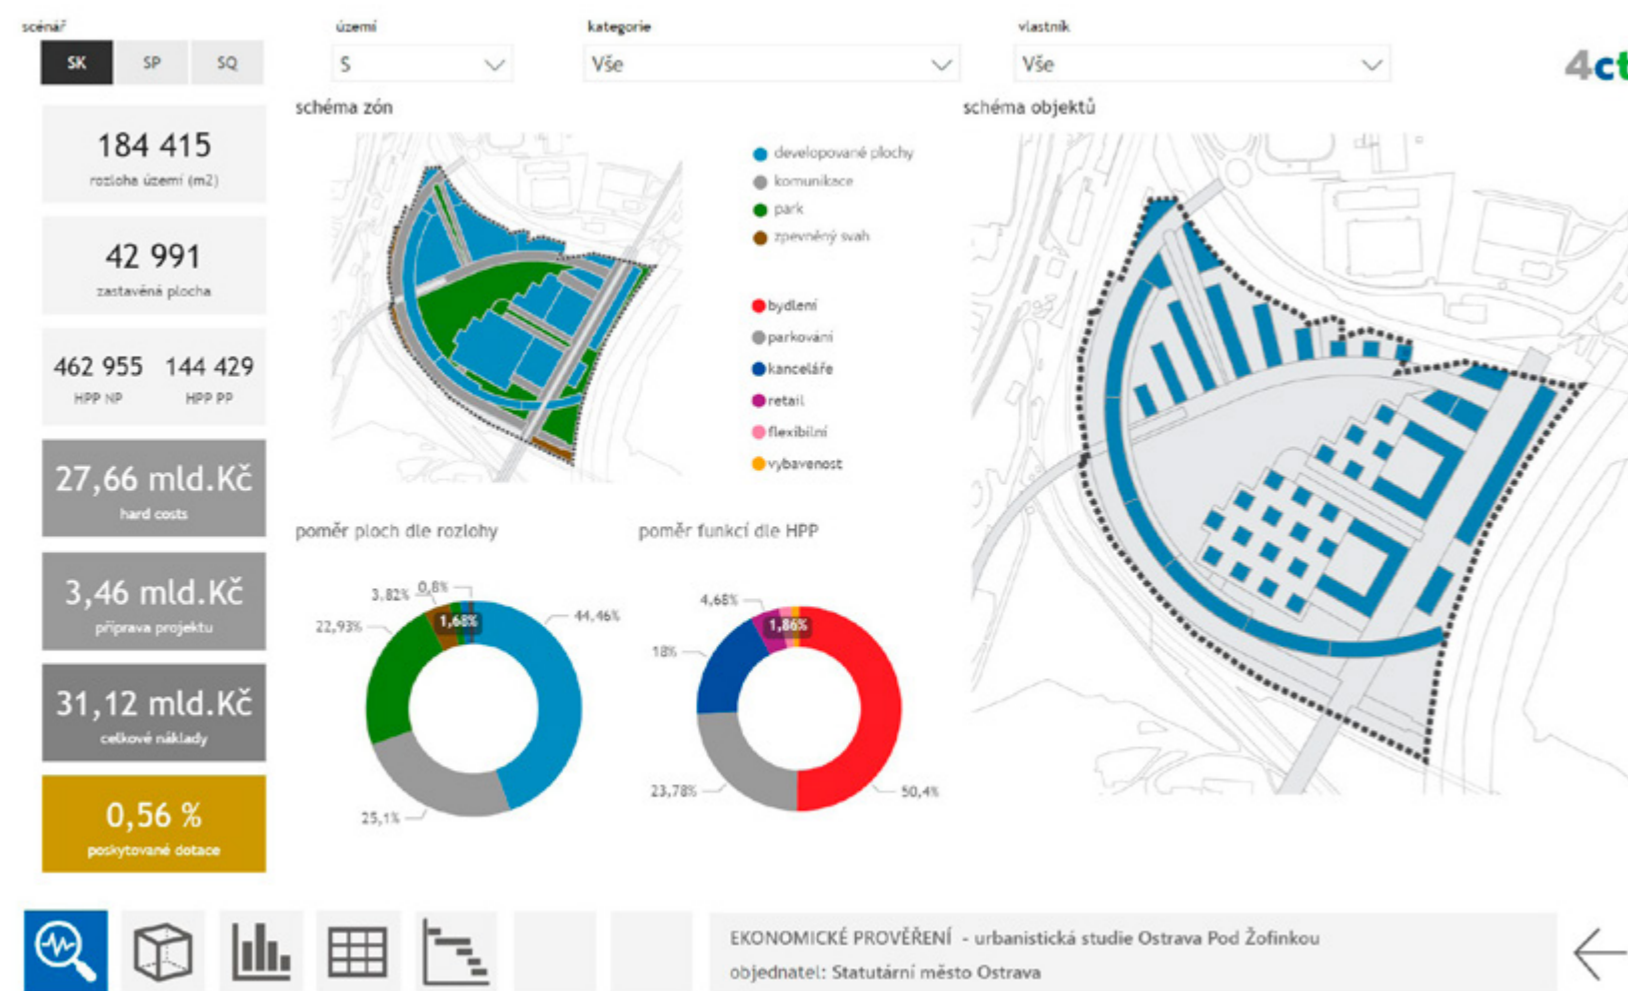 scénář
území
kategorie
vlastník
SK SP SQ
S
Vše
Vše
4ct
schéma zón
schéma objektů
184 415
rozloha území (m2)
42 991
zastavěná plocha
462 955 144 429
HPP NP HPP PP
27,66 mld.Kč
hard costs
3,46 mld.Kč
příprava projektu
31,12 mld.Kč
celkové náklady
0,56 %
poskytované dotace
developované plochy
komunikace
park
zpevněný svah
bydlení
parkování
kanceláře
retail
flexibilní
vybavenost
poměr ploch dle rozlohy
3,82%
0,8%
1,68%
22,93%
44,46%
25,1%
poměr funkcí dle HPP
4,68%
1,86%
18%
23,78%
50,4%
EKONOMICKÉ PROVĚŘENÍ - urbanistická studie Ostrava Pod Žofinkou
objednatel: Statutární město Ostrava